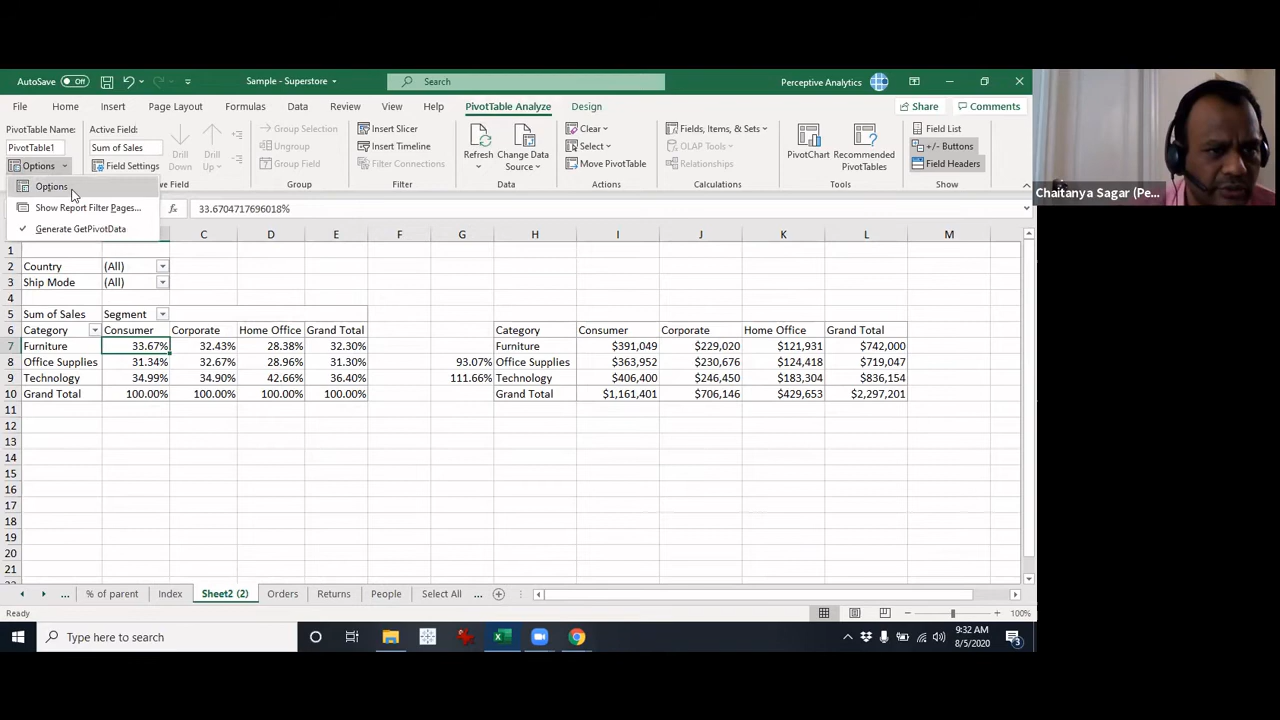 AutoSave Off Sample - Superstore Search Perceptive Analytics
File Home Insert Page Layout Formulas Data Review View Help PivotTable Analyze Design Share Comments
PivotTable Name: Active Field:
PivotTable1 Sum of Sales
Options Field Settings
Drill Down Drill Up
Group Selection
Ungroup
Group Field
Group
Insert Slicer
Insert Timeline
Filter Connections
Filter
Refresh Change Data Source
Data
Clear
Select
Move PivotTable
Actions
Fields, Items, & Sets
OLAP Tools
Relationships
Calculations
PivotChart Recommended PivotTables
Tools
Field List
+/- Buttons
Field Headers
Show
Options
Show Report Filter Pages...
Generate GetPivotData
ve Field
fx 33.6704717696018%
C D E F G H I J K L M
1
2 Country (All)
3 Ship Mode (All)
4
5 Sum of Sales Segment
6 Category Consumer Corporate Home Office Grand Total Category Consumer Corporate Home Office Grand Total
7 Furniture 33.67% 32.43% 28.38% 32.30% Furniture $391,049 $229,020 $121,931 $742,000
8 Office Supplies 31.34% 32.67% 28.96% 31.30% 93.07% Office Supplies $363,952 $230,676 $124,418 $719,047
9 Technology 34.99% 34.90% 42.66% 36.40% 111.66% Technology $406,400 $246,450 $183,304 $836,154
10 Grand Total 100.00% 100.00% 100.00% 100.00% Grand Total $1,161,401 $706,146 $429,653 $2,297,201
11
12
13
14
15
16
17
18
19
20
21
... % of parent Index Sheet2 (2) Orders Returns People Select All ...
Ready 100%
Type here to search 9:32 AM
8/5/2020
3
Chaitanya Sagar (Pe...